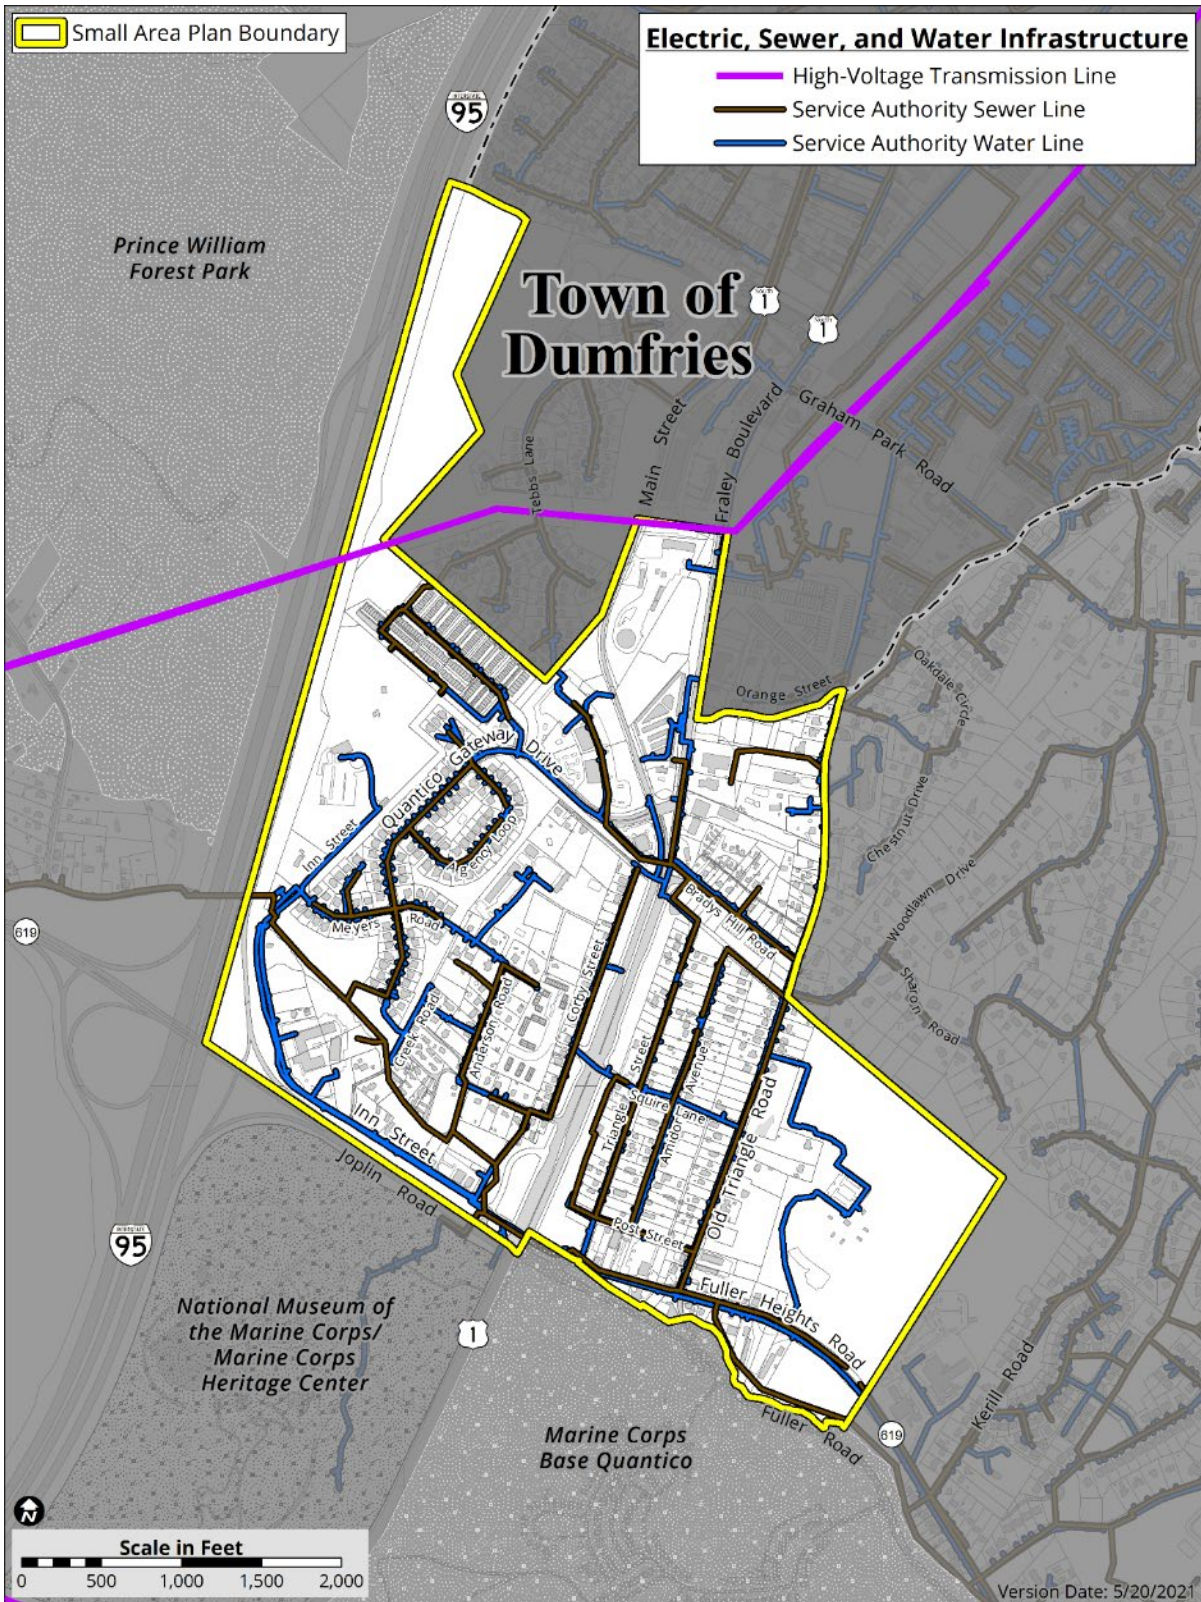 Small Area Plan Boundary
Electric, Sewer, and Water Infrastructure
High-Voltage Transmission Line
Service Authority Sewer Line
Service Authority Water Line
INTERSTATE
95
Prince William
Forest Park
Town of
Dumfries
South
1
South
1
Main Street
Fraley Boulevard
Graham Park Road
Tebbs Lane
Orange Street
Oakdale Circle
Chestnut Drive
Woodlawn Drive
Sharon Road
Quantico Gateway Drive
Regency Loop
Inn Street
Meyers Road
Bradys Hill Road
619
Creek Road
Anderson Road
Corby Street
Triangle Street
Amidon Avenue
Squire Lane
Old Triangle Road
Inn Street
Joplin Road
Post Street
Fuller Heights Road
INTERSTATE
95
National Museum of
the Marine Corps/
Marine Corps
Heritage Center
1
Marine Corps
Base Quantico
Fuller Road
619
Kerill Road
N
Scale in Feet
0 500 1,000 1,500 2,000
Version Date: 5/20/2021